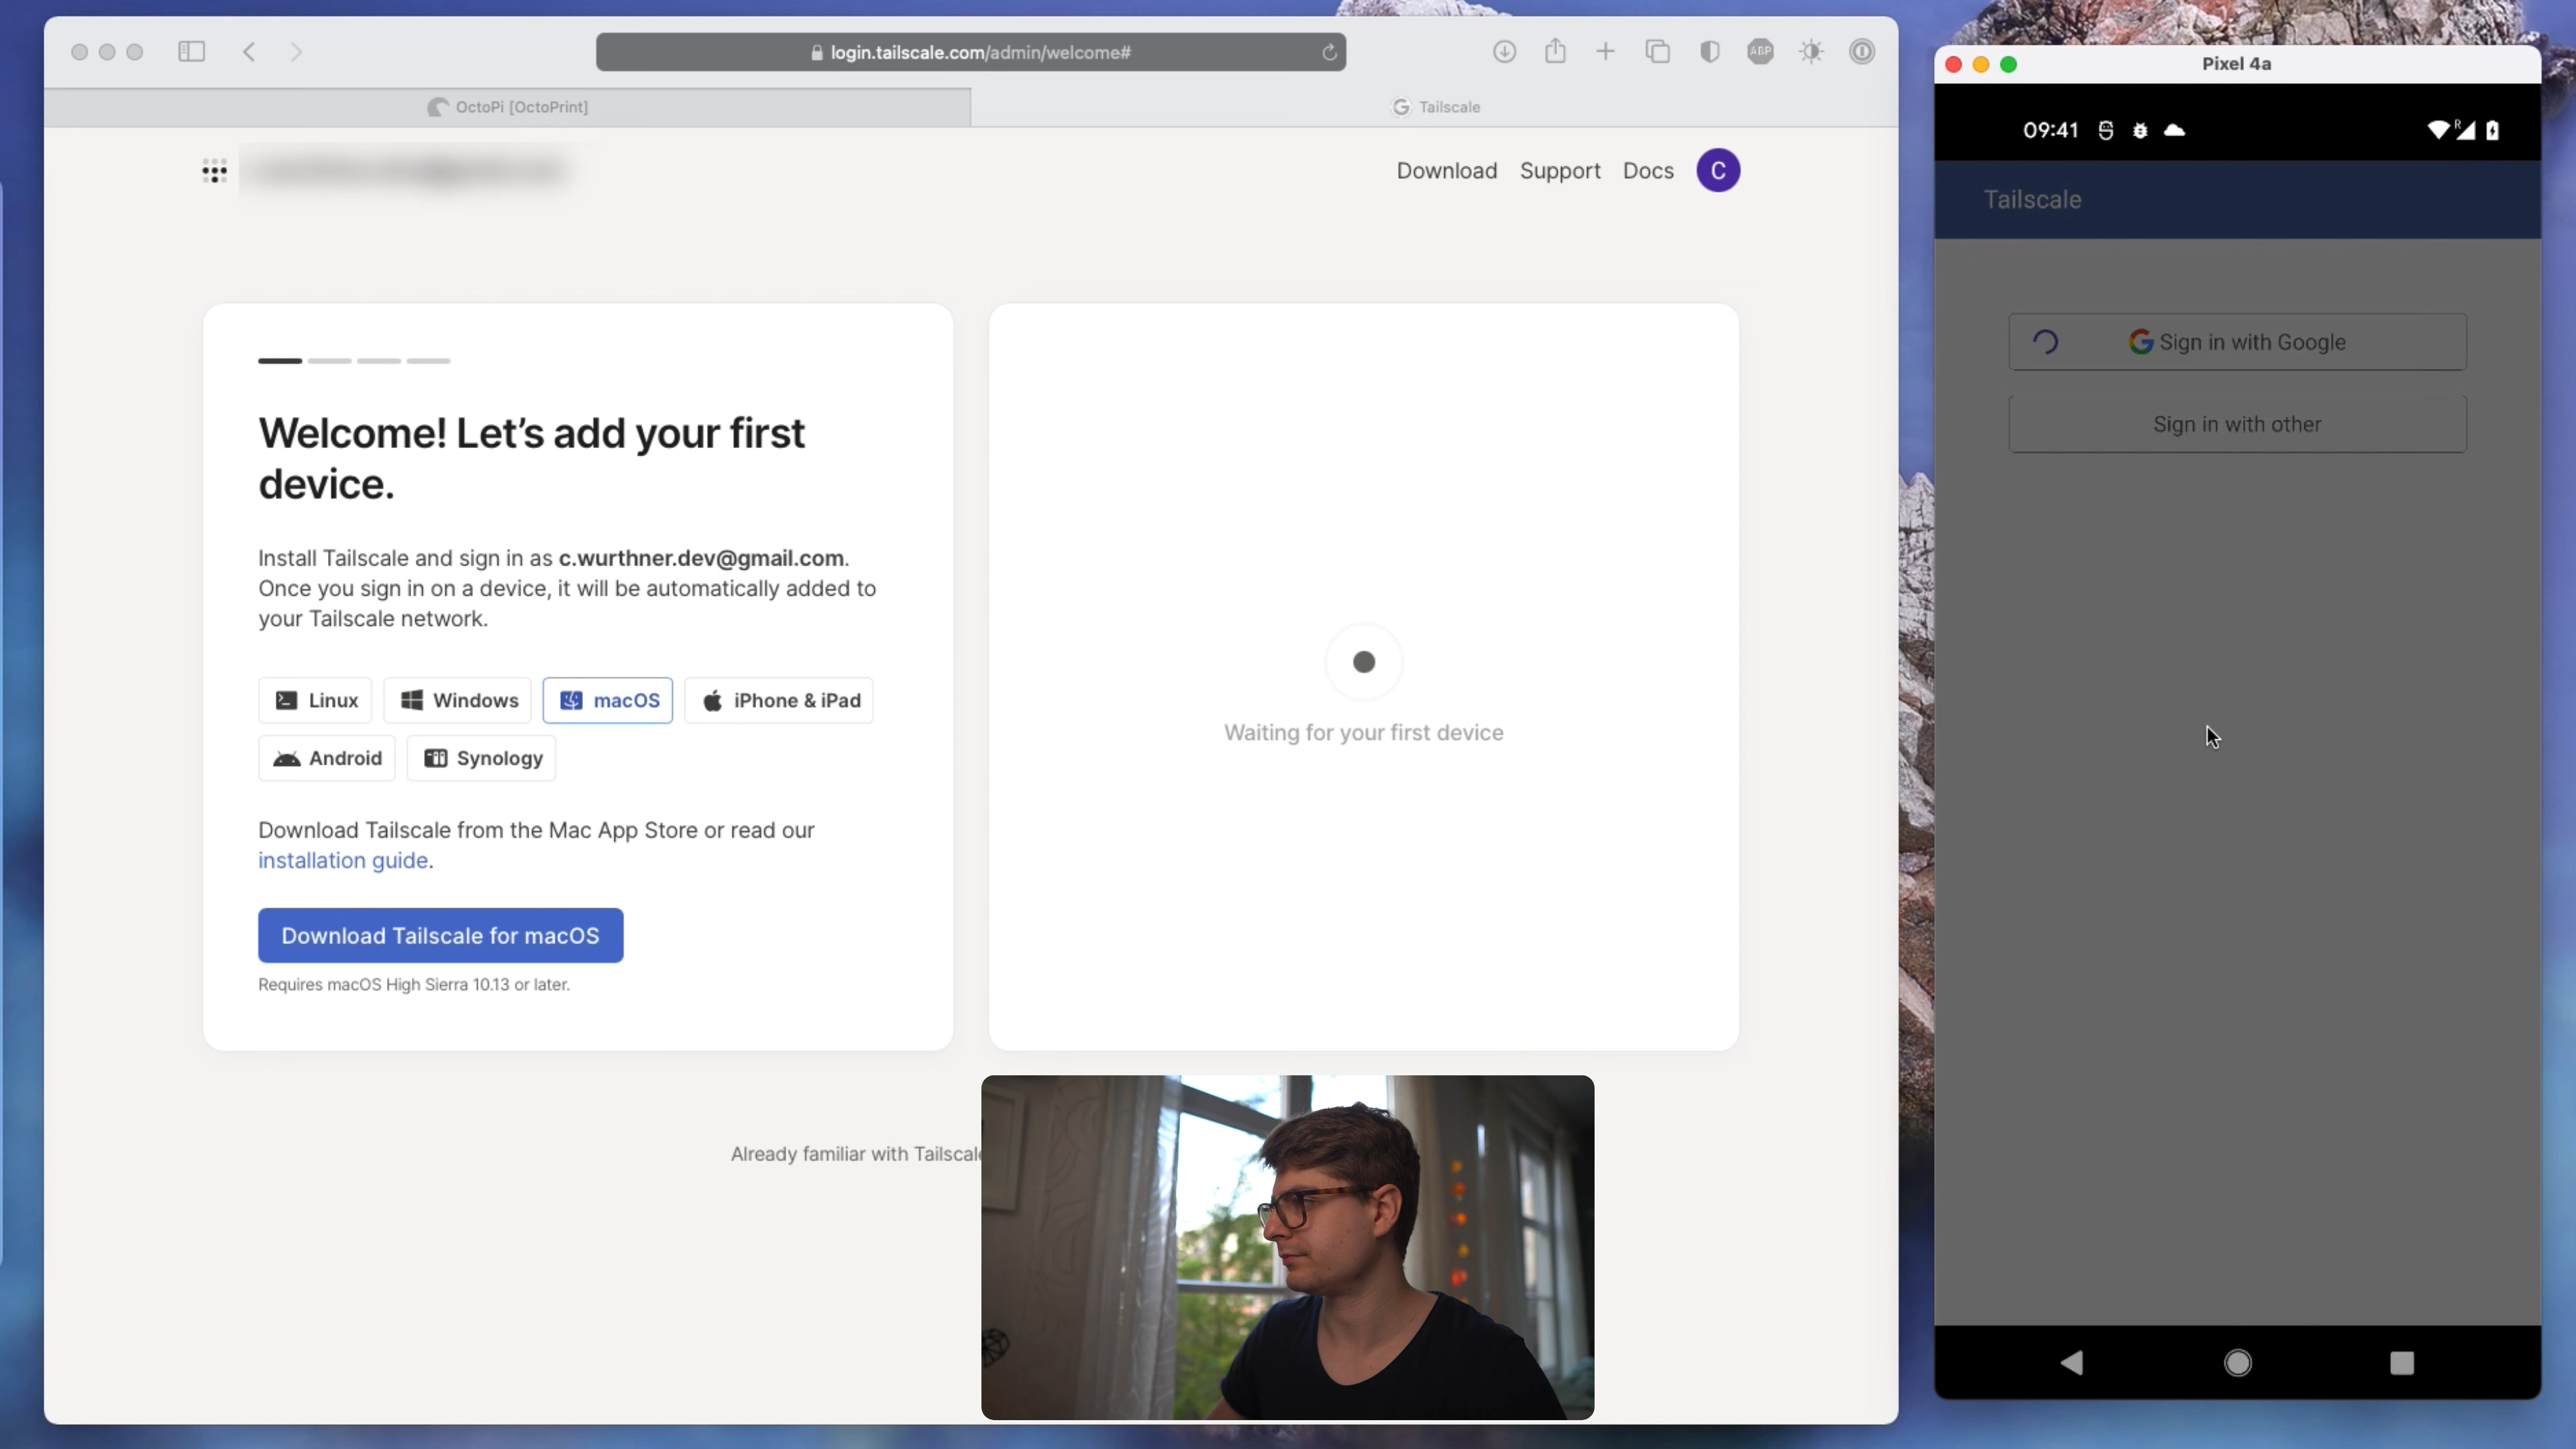 login.tailscale.com/admin/welcome#
ABP
OctoPi [OctoPrint]
G Tailscale
Download Support Docs C
Welcome! Let’s add your first
device.
Install Tailscale and sign in as c.wurthner.dev@gmail.com.
Once you sign in on a device, it will be automatically added to
your Tailscale network.
Linux Windows macOS iPhone & iPad
Android Synology
Download Tailscale from the Mac App Store or read our
installation guide.
Download Tailscale for macOS
Requires macOS High Sierra 10.13 or later.
Waiting for your first device
Already familiar with Tailscale
Pixel 4a
09:41
R
Tailscale
Sign in with Google
Sign in with other